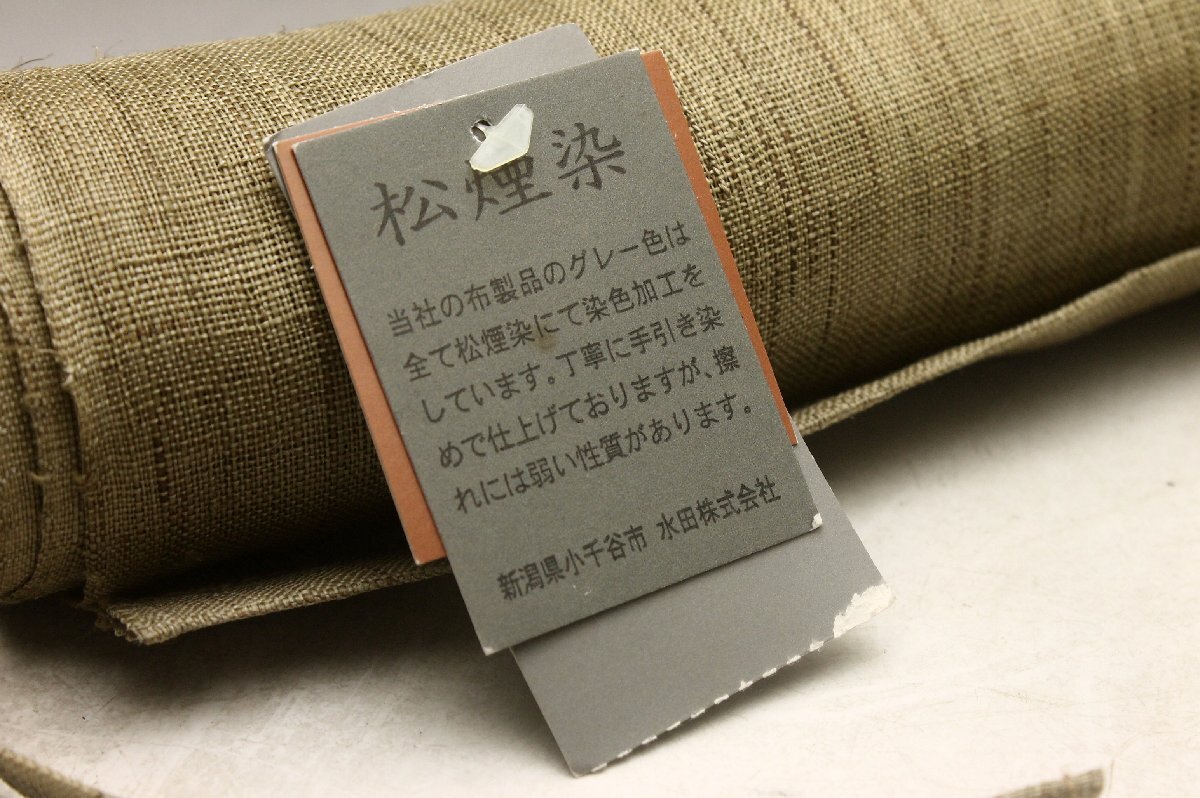 松煙染
当社の布製品のグレー色は
全て松煙染にて染色加工を
しています。丁寧に手引き染
めで仕上げておりますが、擦
れには弱い性質があります。
新潟県小千谷市 水田株式会社